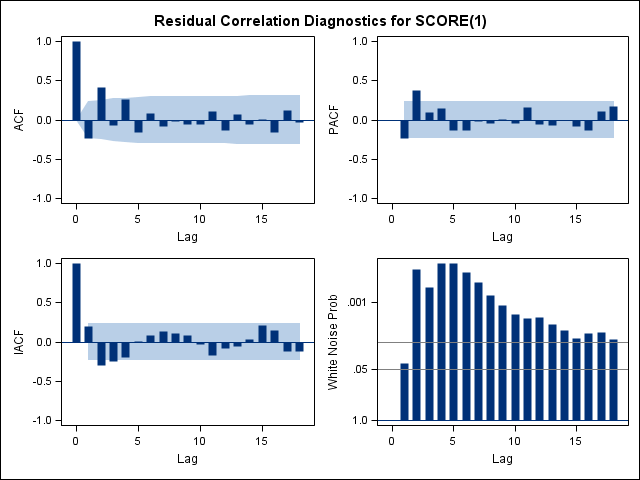 Residual Correlation Diagnostics for SCORE(1)
1.0
0.5
0.0
-0.5
-1.0
ACF
0 5 10 15
Lag
1.0
0.5
0.0
-0.5
-1.0
PACF
0 5 10 15
Lag
1.0
0.5
0.0
-0.5
-1.0
IACF
0 5 10 15
Lag
.001
.05
1.0
White Noise Prob
0 5 10 15
Lag